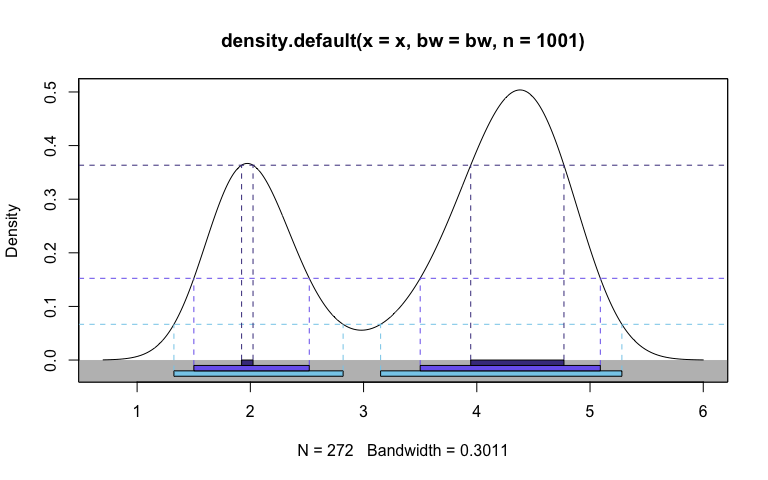 density.default(x = x, bw = bw, n = 1001)
Density
0.5
0.4
0.3
0.2
0.1
0.0
1 2 3 4 5 6
N = 272 Bandwidth = 0.3011